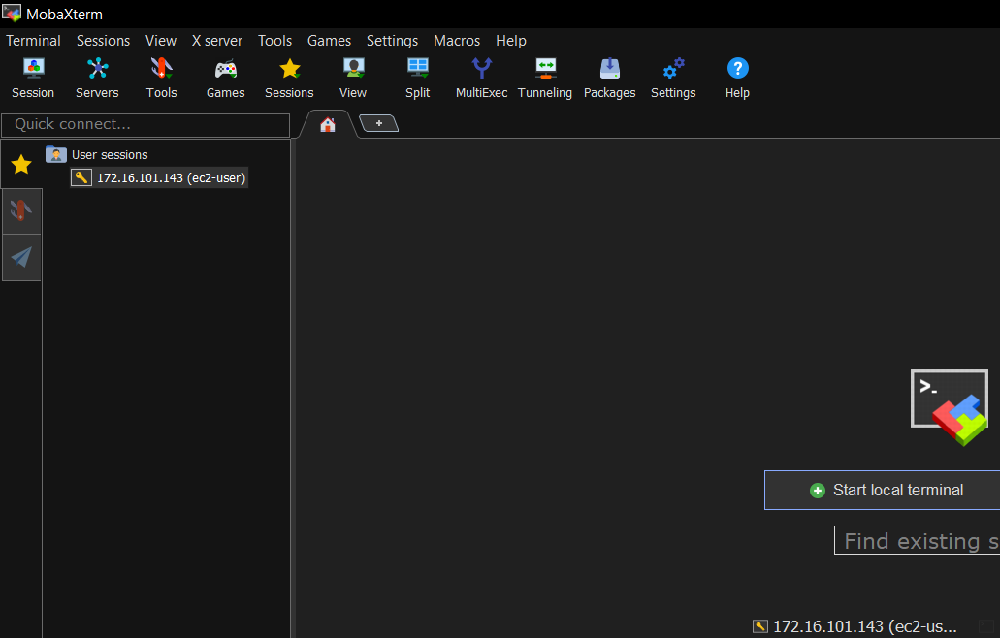 MobaXterm
Terminal Sessions View X server Tools Games Settings Macros Help
Session Servers Tools Games Sessions View Split MultiExec Tunneling Packages Settings Help
Quick connect...
+
User sessions
172.16.101.143 (ec2-user)
>_
Start local terminal
Find existing s
172.16.101.143 (ec2-us...